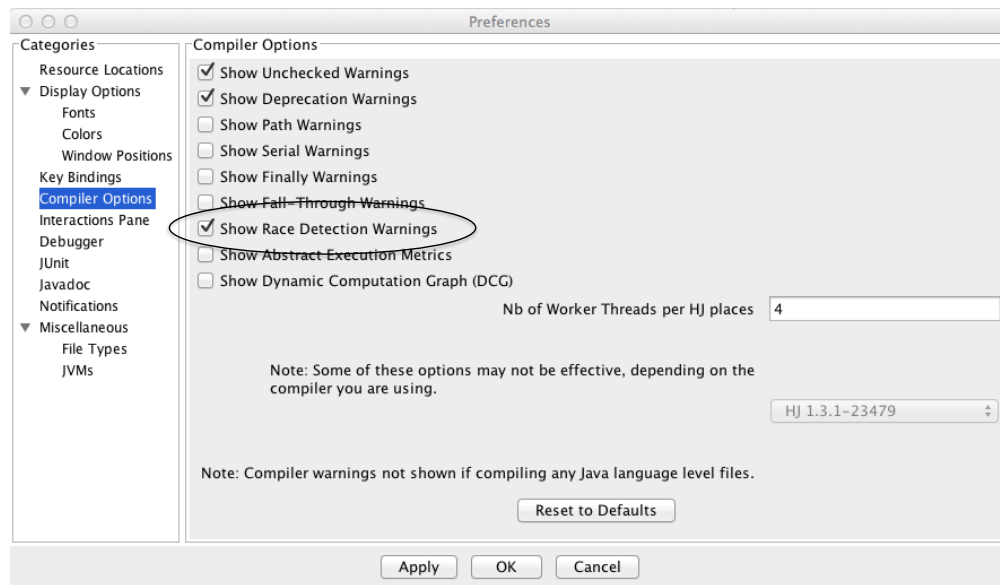 Preferences
Categories
Resource Locations
Display Options
Fonts
Colors
Window Positions
Key Bindings
Compiler Options
Interactions Pane
Debugger
JUnit
Javadoc
Notifications
Miscellaneous
File Types
JVMs
Compiler Options
Show Unchecked Warnings
Show Deprecation Warnings
Show Path Warnings
Show Serial Warnings
Show Finally Warnings
Show Fall-Through Warnings
Show Race Detection Warnings
Show Abstract Execution Metrics
Show Dynamic Computation Graph (DCG)
Nb of Worker Threads per HJ places 4
Note: Some of these options may not be effective, depending on the
compiler you are using.
HJ 1.3.1-23479
Note: Compiler warnings not shown if compiling any Java language level files.
Reset to Defaults
Apply OK Cancel